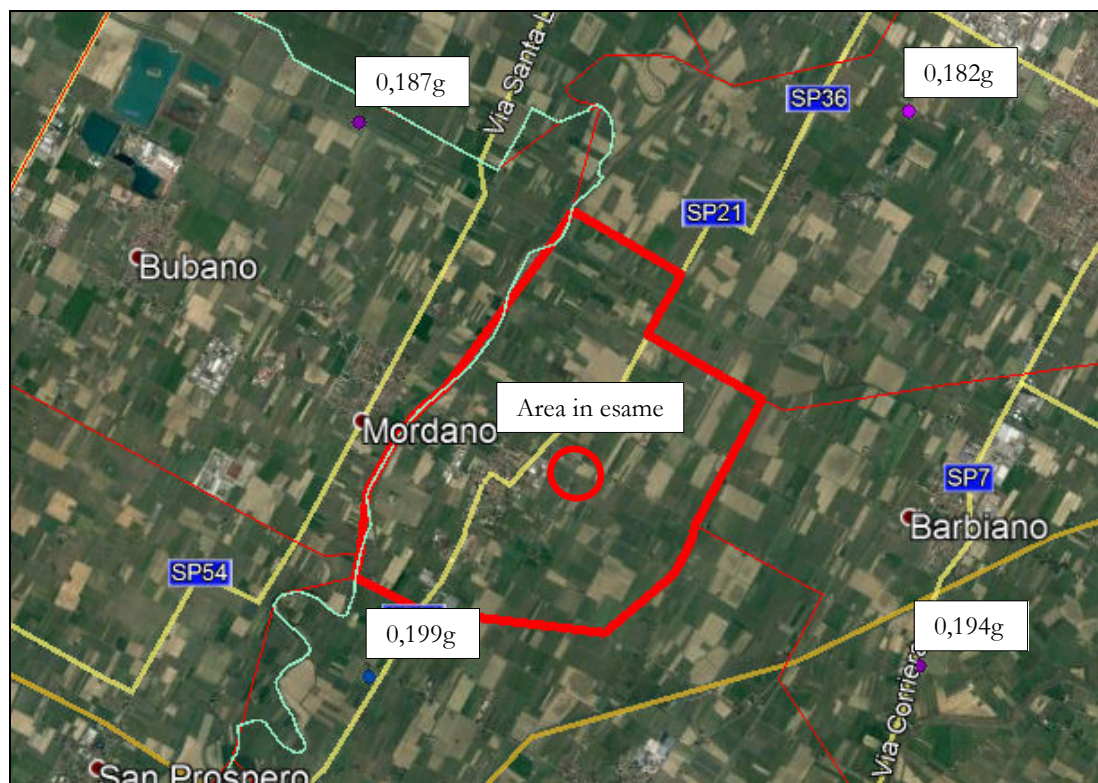 Via Santa L
0,187g
0,182g
SP36
SP21
Bubano
Area in esame
Mordano
SP7
Barbiano
SP54
0,199g
0,194g
Via Corriera
San Prospero